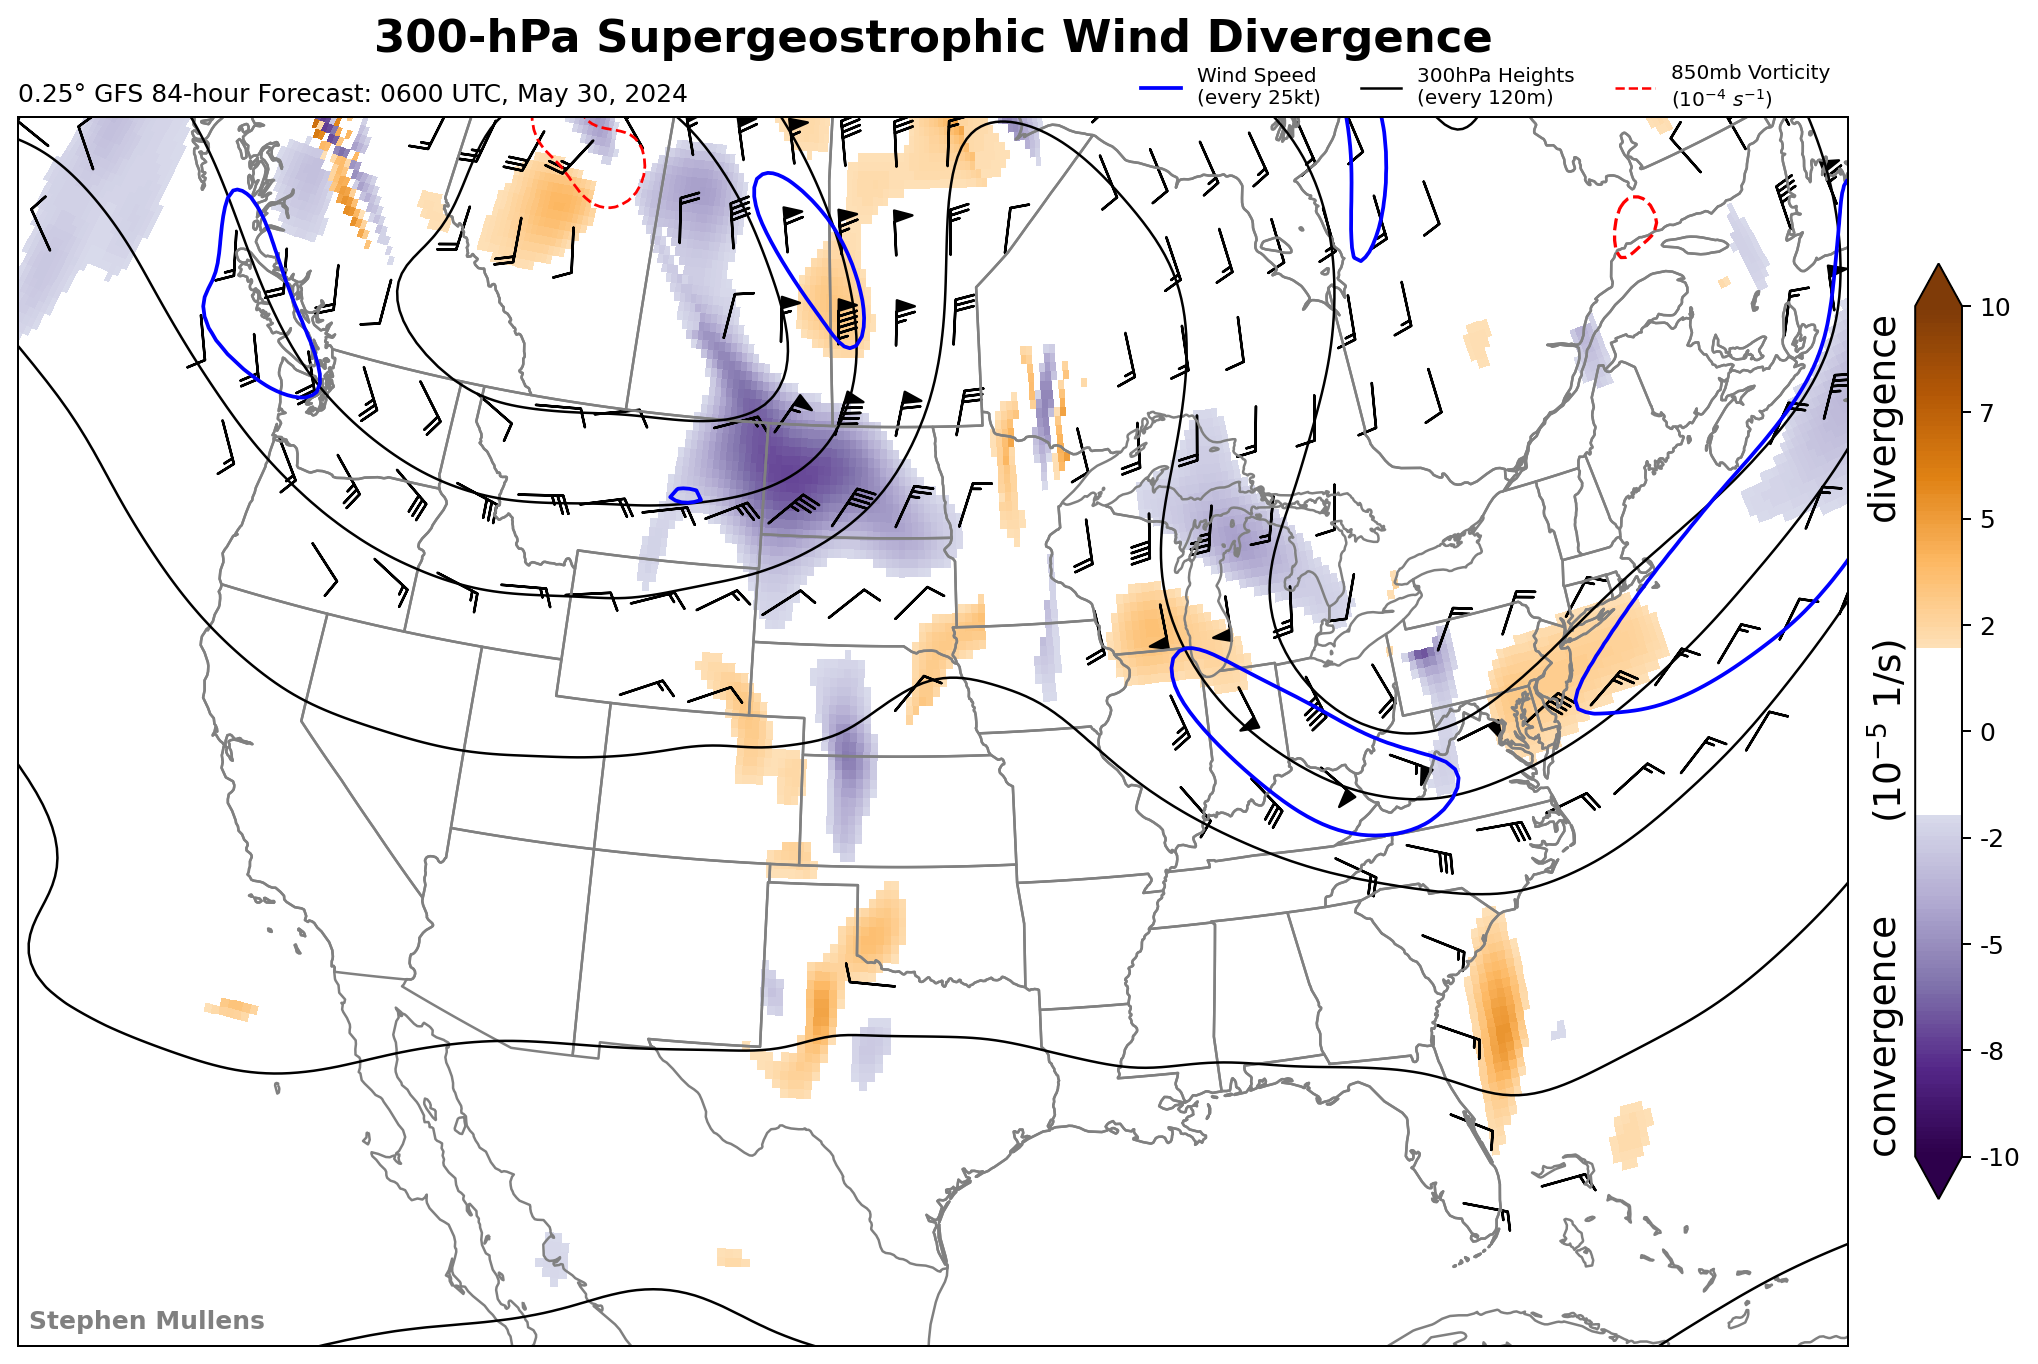 300-hPa Supergeostrophic Wind Divergence
0.25° GFS 84-hour Forecast: 0600 UTC, May 30, 2024
Wind Speed
(every 25kt)
300hPa Heights
(every 120m)
850mb Vorticity
(10⁻⁴ s⁻¹)
10
7
5
2
0
-2
-5
-8
-10
convergence (10⁻⁵ 1/s) divergence
Stephen Mullens